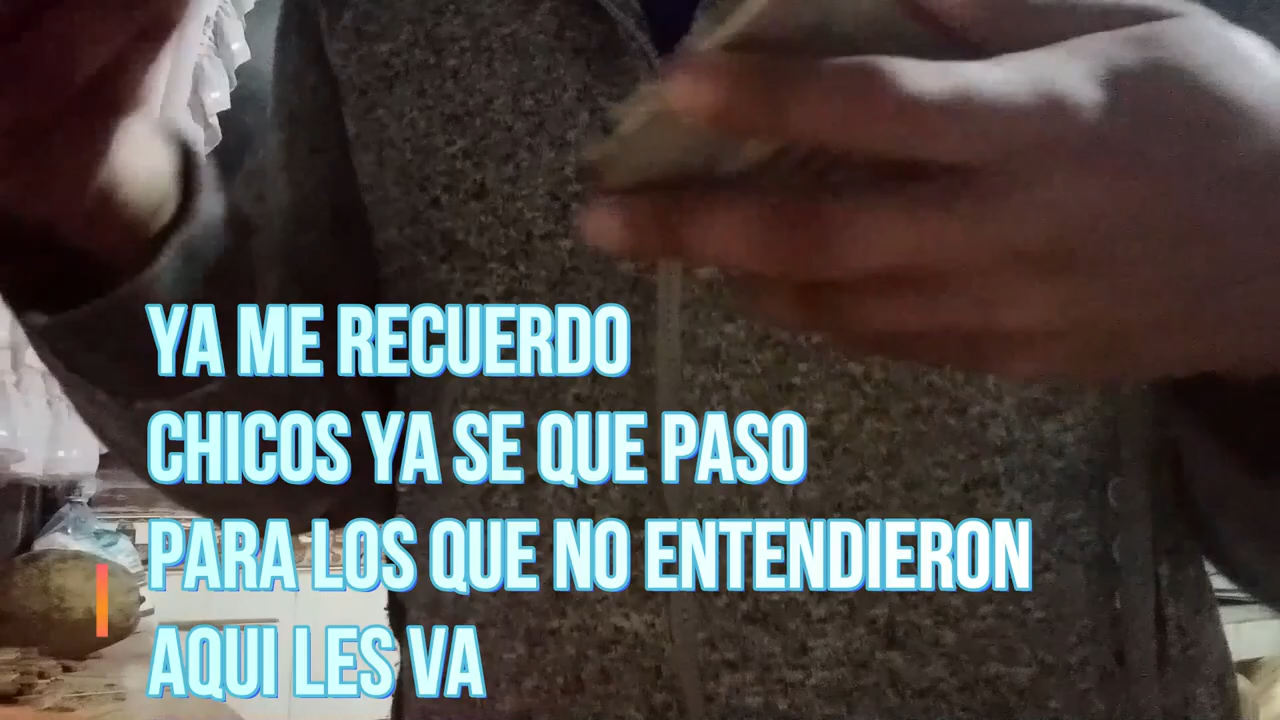 YA ME RECUERDO
CHICOS YA SE QUE PASO
PARA LOS QUE NO ENTENDIERON
AQUI LES VA